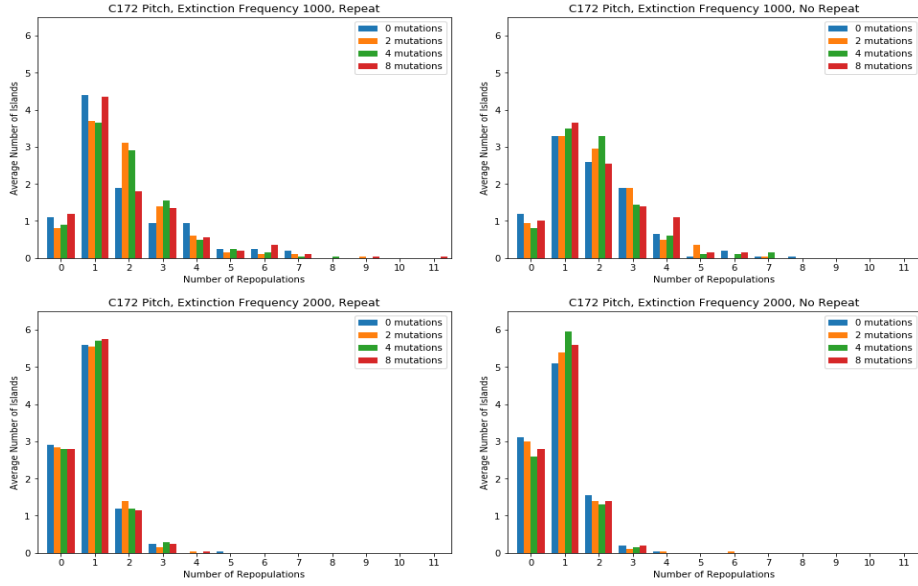 C172 Pitch, Extinction Frequency 1000, Repeat
6
5
4
3
2
1
0
Average Number of Islands
0 mutations
2 mutations
4 mutations
8 mutations
0 1 2 3 4 5 6 7 8 9 10 11
Number of Repopulations
C172 Pitch, Extinction Frequency 1000, No Repeat
6
5
4
3
2
1
0
Average Number of Islands
0 mutations
2 mutations
4 mutations
8 mutations
0 1 2 3 4 5 6 7 8 9 10 11
Number of Repopulations
C172 Pitch, Extinction Frequency 2000, Repeat
6
5
4
3
2
1
0
Average Number of Islands
0 mutations
2 mutations
4 mutations
8 mutations
0 1 2 3 4 5 6 7 8 9 10 11
Number of Repopulations
C172 Pitch, Extinction Frequency 2000, No Repeat
6
5
4
3
2
1
0
Average Number of Islands
0 mutations
2 mutations
4 mutations
8 mutations
0 1 2 3 4 5 6 7 8 9 10 11
Number of Repopulations